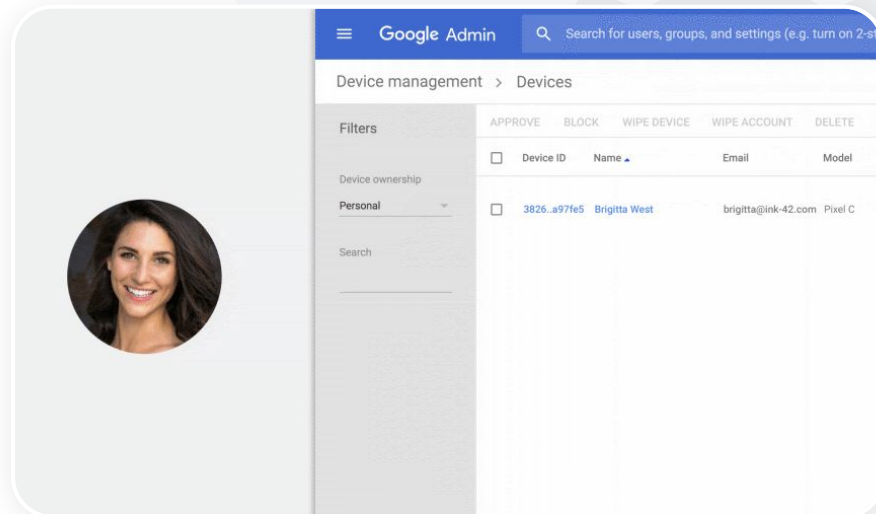 Google Admin
Search for users, groups, and settings (e.g. turn on 2-st
Device management > Devices
Filters
APPROVE BLOCK WIPE DEVICE WIPE ACCOUNT DELETE
Device ID Name Email Model
Device ownership
Personal
3826..a97fe5 Brigitta West brigitta@ink-42.com Pixel C
Search